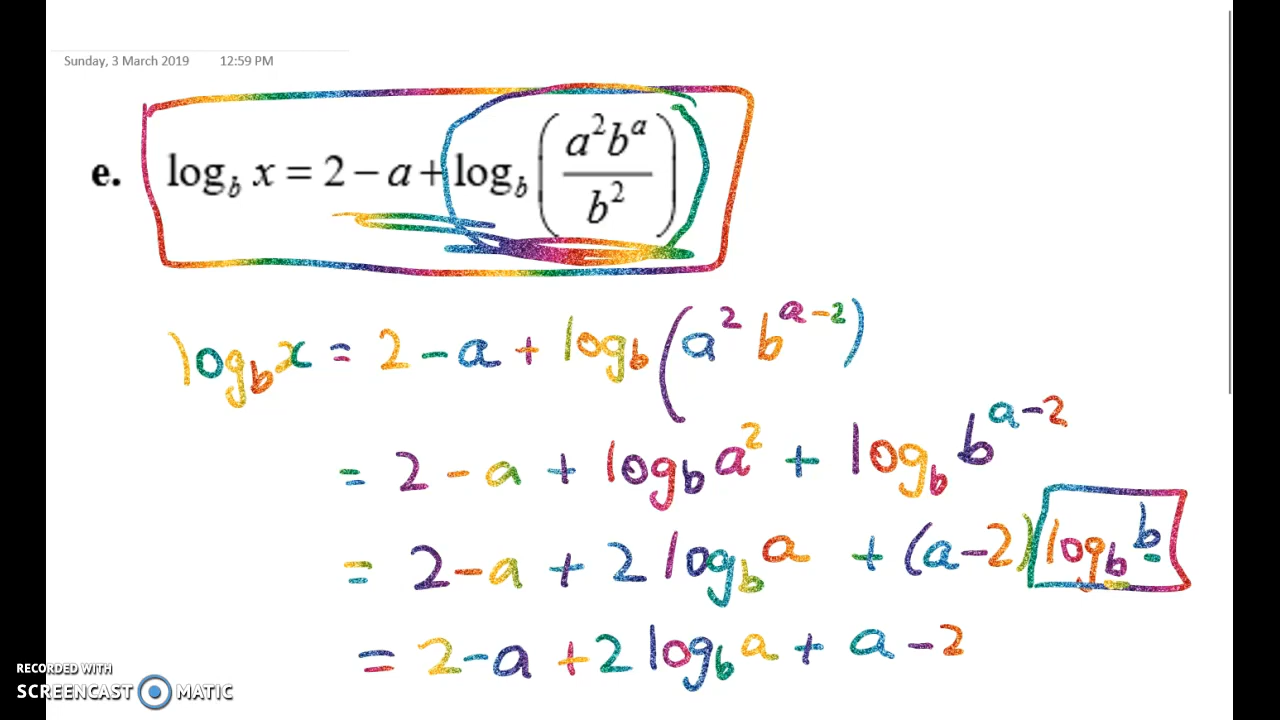 Sunday, 3 March 2019 12:59 PM
e. log_b x = 2 − a + log_b (a²bᵃ / b²)
log_b x = 2 − a + log_b (a² b^(a−2))
= 2 − a + log_b a² + log_b b^(a−2)
= 2 − a + 2 log_b a + (a−2) log_b b
= 2 − a + 2 log_b a + a − 2
RECORDED WITH
SCREENCAST MATIC